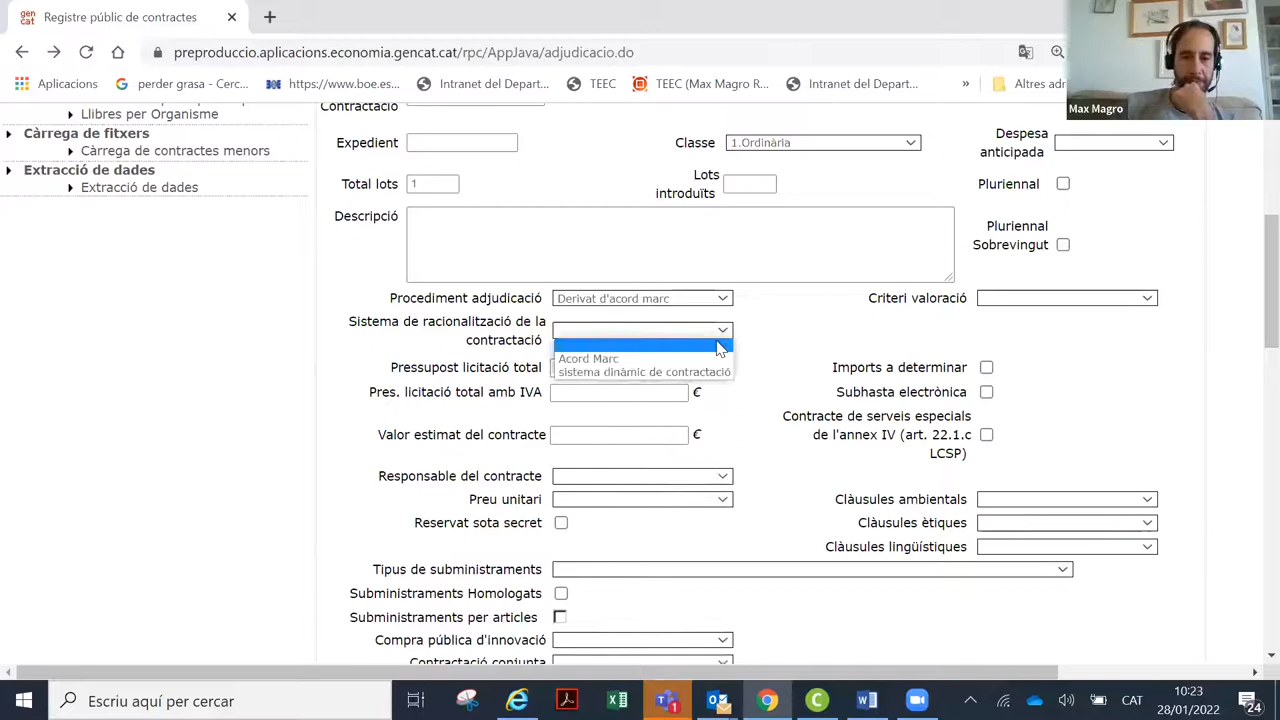 gen
cat
Registre públic de contractes
preproduccio.aplicacions.economia.gencat.cat/rpc/AppJava/adjudicacio.do
Aplicacions
perder grasa - Cerc...
https://www.boe.es...
Intranet del Depart...
TEEC
TEEC (Max Magro R...
Intranet del Depart...
»
Altres adr
Max Magro
Llibres per Organisme
Càrrega de fitxers
Càrrega de contractes menors
Extracció de dades
Extracció de dades
Contractació
Expedient
Classe
1.Ordinària
Despesa
anticipada
Total lots
1
Lots
introduïts
Pluriennal
Descripció
Pluriennal
Sobrevingut
Procediment adjudicació
Derivat d'acord marc
Criteri valoració
Sistema de racionalització de la
contractació
Acord Marc
sistema dinàmic de contractació
Pressupost licitació total
Imports a determinar
Pres. licitació total amb IVA
€
Subhasta electrònica
Valor estimat del contracte
€
Contracte de serveis especials
de l'annex IV (art. 22.1.c
LCSP)
Responsable del contracte
Preu unitari
Clàusules ambientals
Reservat sota secret
Clàusules ètiques
Clàusules lingüístiques
Tipus de subministraments
Subministraments Homologats
Subministraments per articles
Compra pública d'innovació
Contractació conjunta
Escriu aquí per cercar
1
CAT
10:23
28/01/2022
24